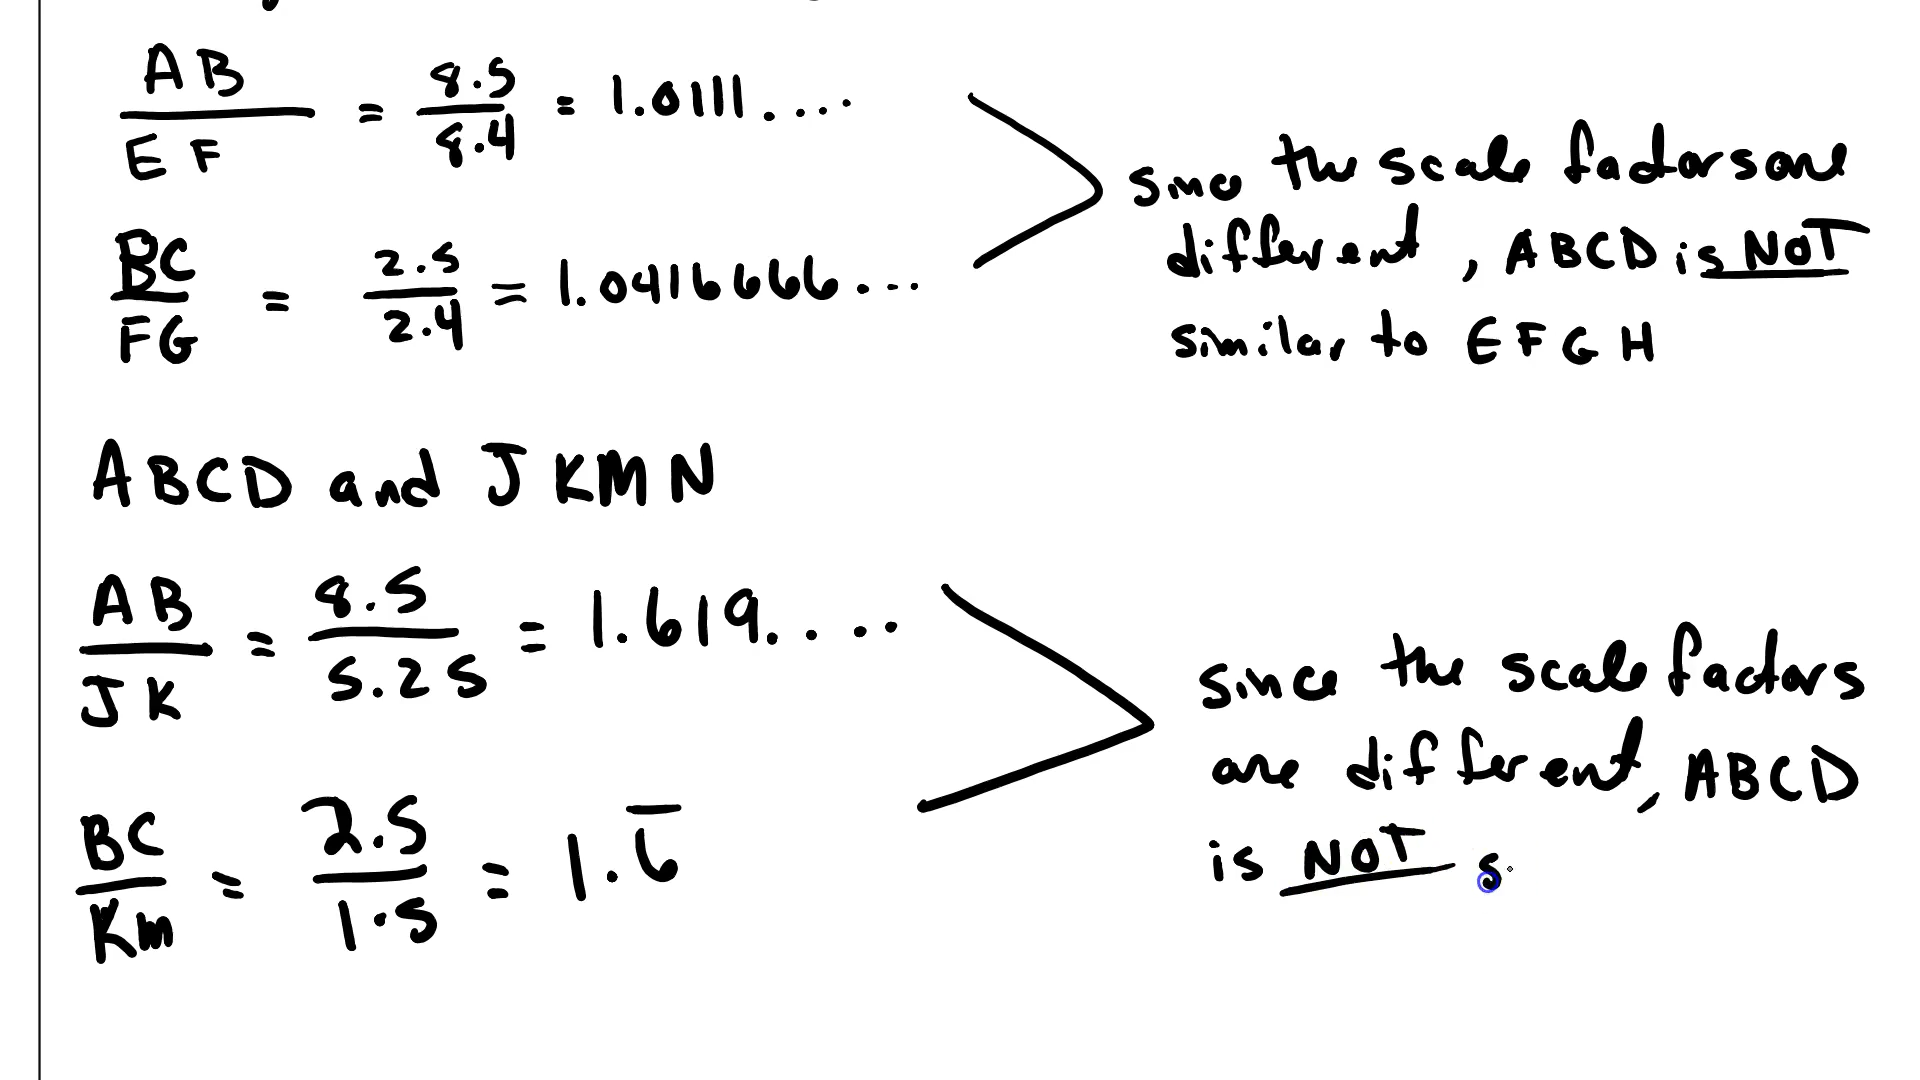 AB/EF = 8.5/8.4 = 1.0111....
BC/FG = 2.5/2.4 = 1.0416666...
since the scale factors are
different, ABCD is NOT
similar to EFGH
ABCD and JKMN
AB/JK = 8.5/5.25 = 1.619....
BC/Km = 2.5/1.5 = 1.6̅
since the scale factors
are different, ABCD
is NOT s